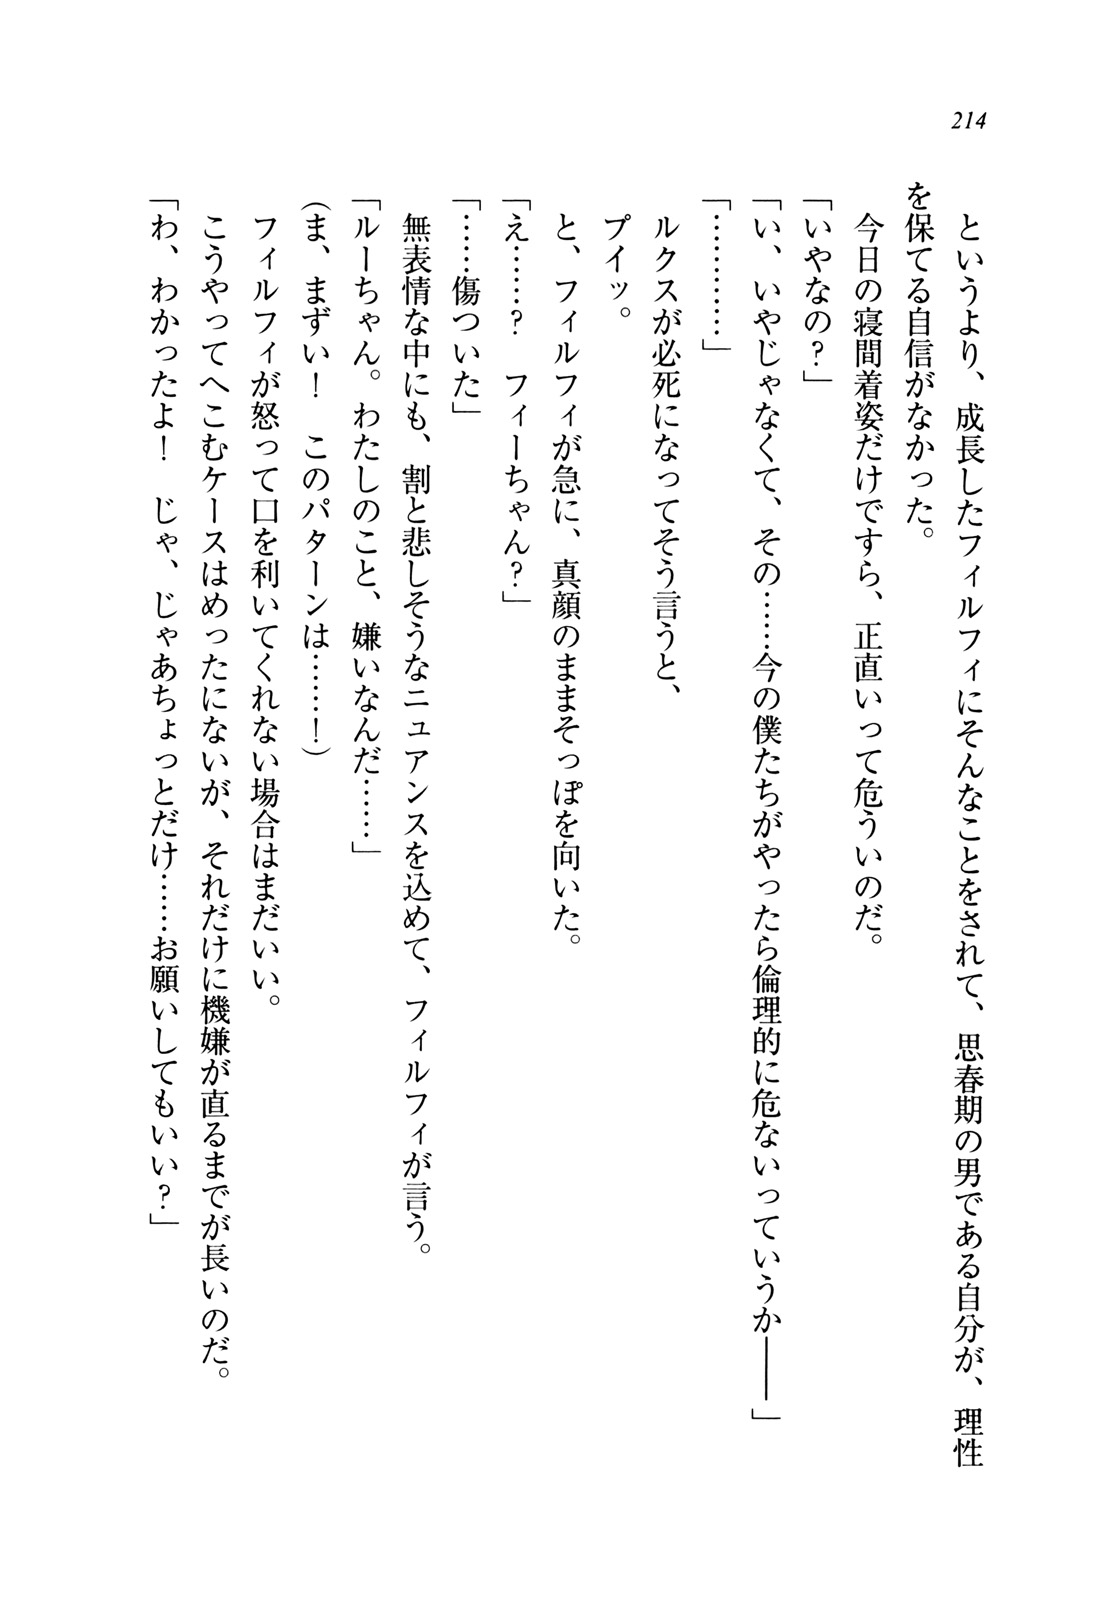 214
　というより、成長したフィルフィにそんなことをされて、思春期の男である自分が、理性
を保てる自信がなかった。
　今日の寝間着姿だけですら、正直いって危ういのだ。
「いやなの？」
「い、いやじゃなくて、その……今の僕たちがやったら倫理的に危ないっていうか――」
「…………」
　ルクスが必死になってそう言うと、
　プイッ。
　と、フィルフィが急に、真顔のままそっぽを向いた。
「え……？　フィーちゃん？」
「……傷ついた」
　無表情な中にも、割と悲しそうなニュアンスを込めて、フィルフィが言う。
「ルーちゃん。わたしのこと、嫌いなんだ……」
（ま、まずい！　このパターンは……！）
　フィルフィが怒って口を利いてくれない場合はまだいい。
　こうやってへこむケースはめったにないが、それだけに機嫌が直るまでが長いのだ。
「わ、わかったよ！　じゃ、じゃあちょっとだけ……お願いしてもいい？」